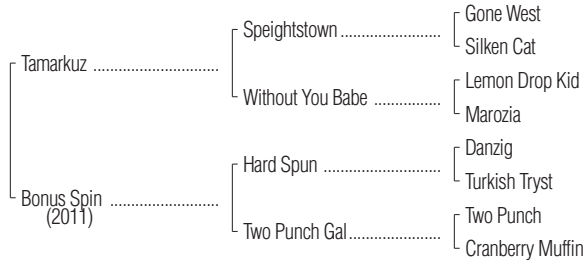 Gone West
Speightstown ...................
Silken Cat
Tamarkuz ........................
Lemon Drop Kid
Without You Babe .............
Marozia
Danzig
Hard Spun ......................
Turkish Tryst
Bonus Spin .....................
(2011)
Two Punch
Two Punch Gal .................
Cranberry Muffin